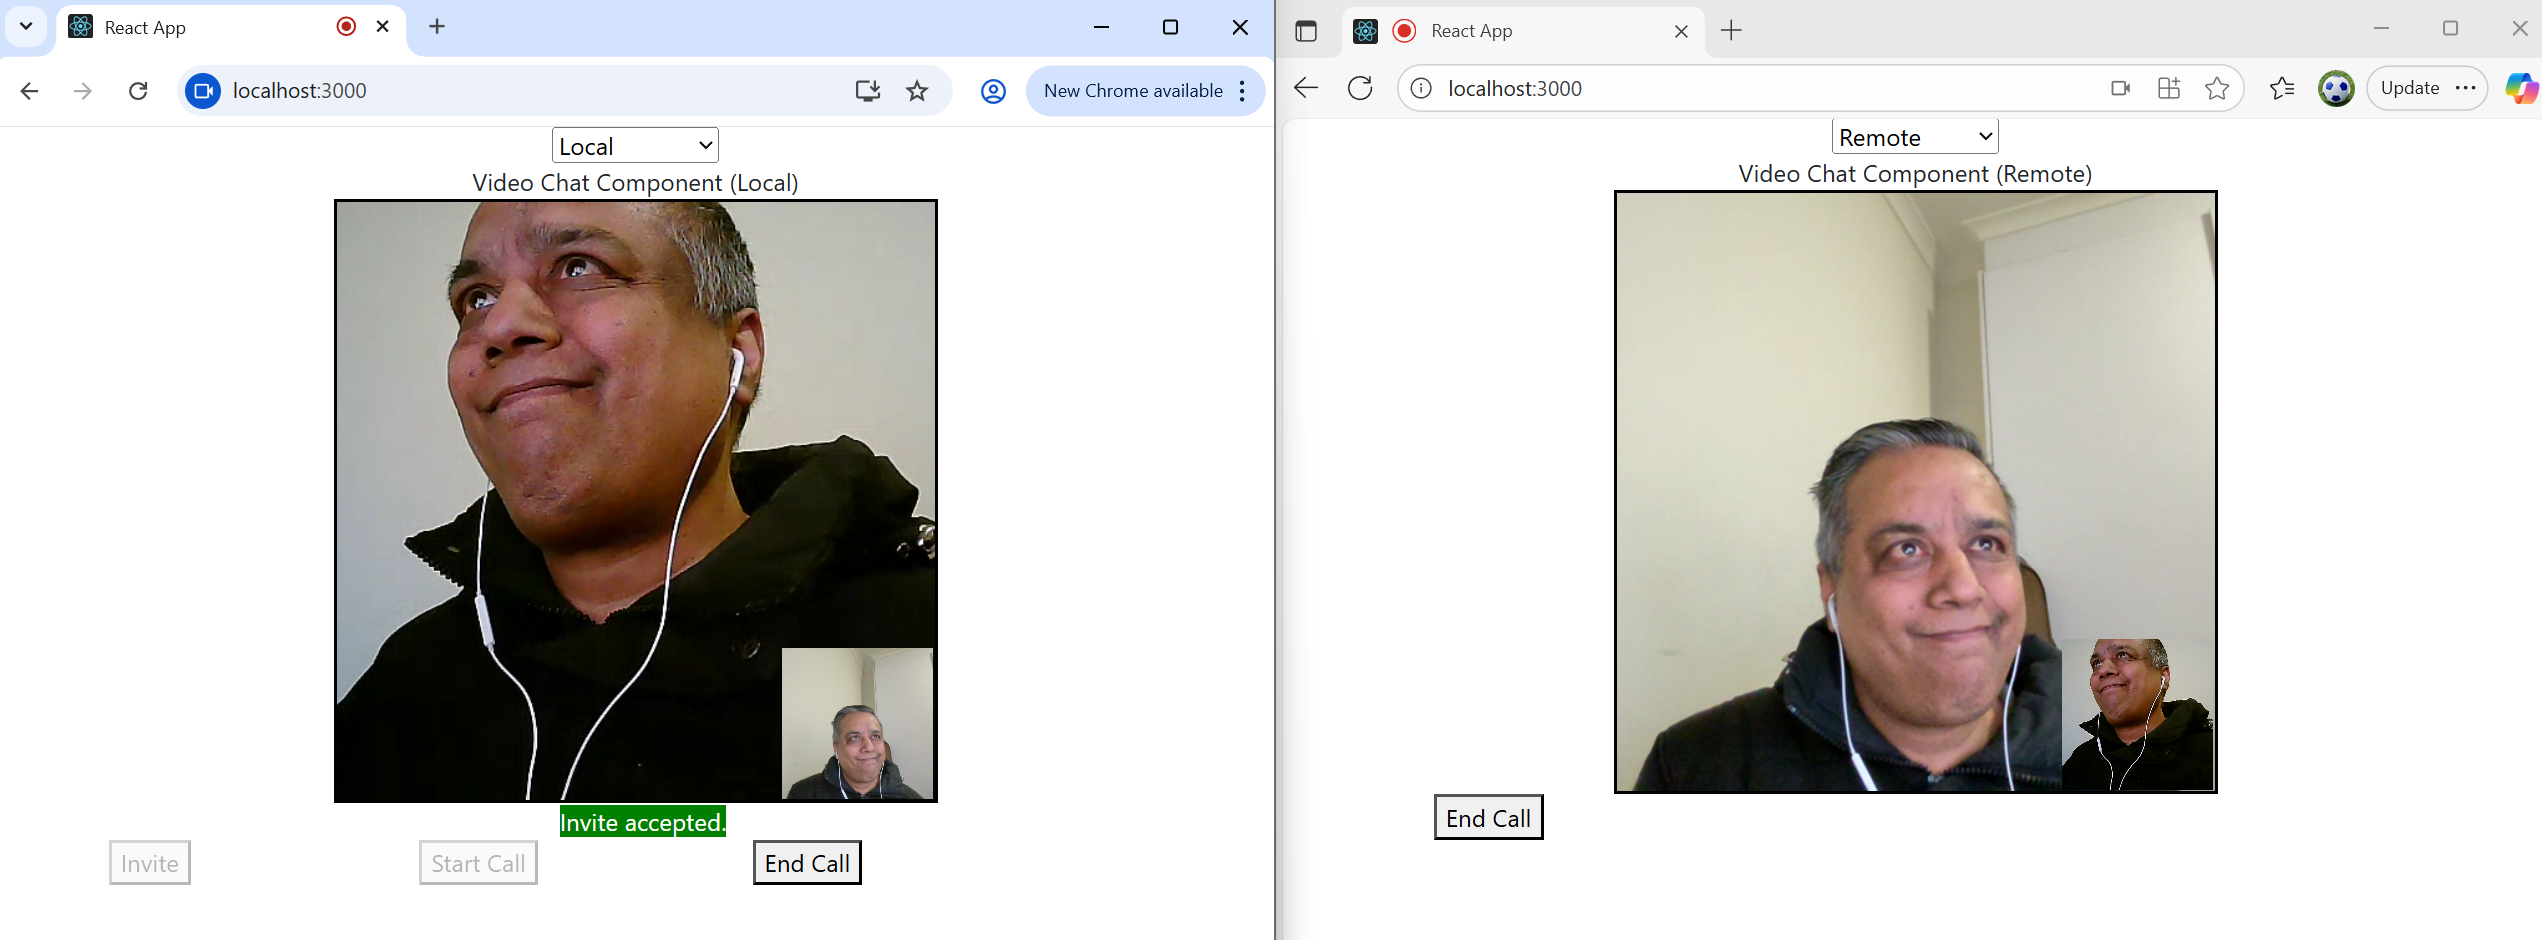 React App
localhost:3000
New Chrome available
Local
Video Chat Component (Local)
Invite accepted.
Invite
Start Call
End Call
React App
localhost:3000
Update
Remote
Video Chat Component (Remote)
End Call